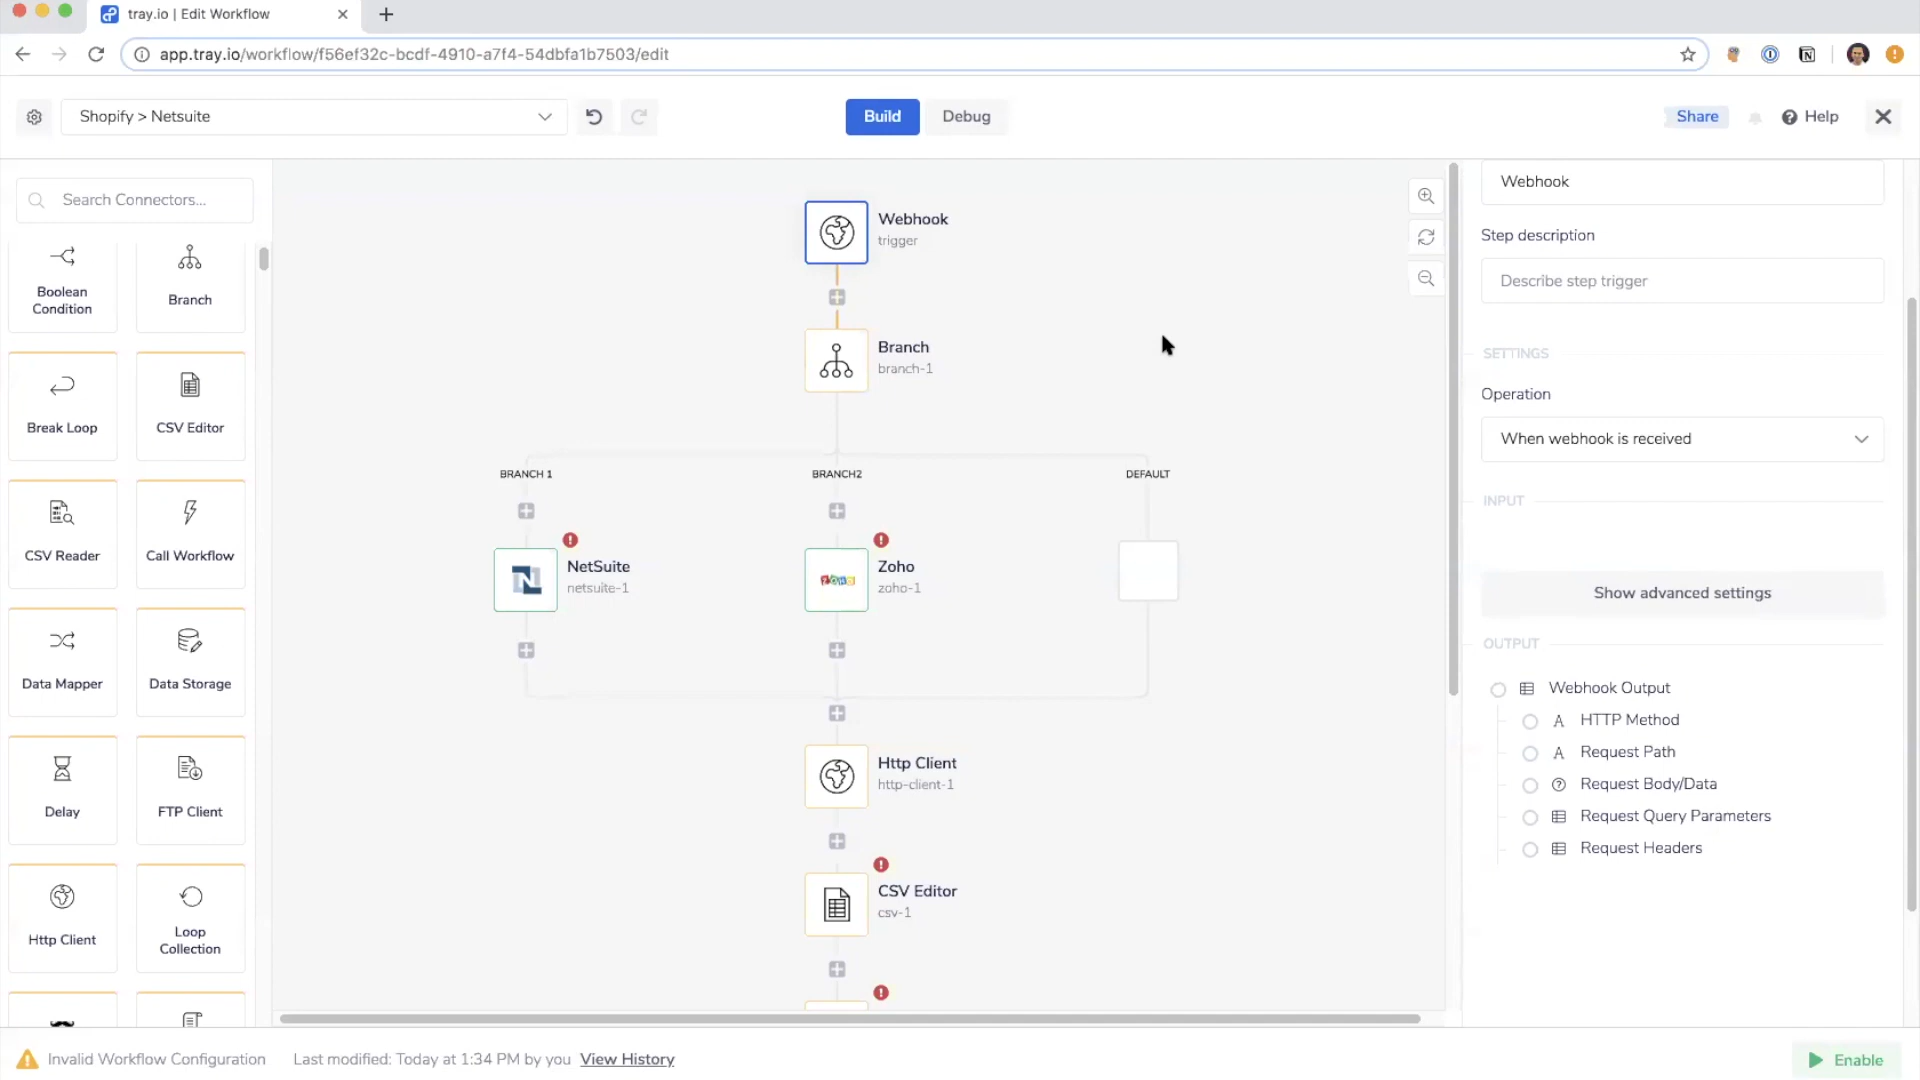 tray.io | Edit Workflow
app.tray.io/workflow/f56ef32c-bcdf-4910-a7f4-54dbfa1b7503/edit
Shopify > Netsuite
Build
Debug
Share
Help
Search Connectors...
Boolean
Condition
Branch
Break Loop
CSV Editor
CSV Reader
Call Workflow
Data Mapper
Data Storage
Delay
FTP Client
Http Client
Loop
Collection
Webhook
trigger
Branch
branch-1
BRANCH 1
BRANCH2
DEFAULT
NetSuite
netsuite-1
ZOHO
Zoho
zoho-1
Http Client
http-client-1
CSV Editor
csv-1
Webhook
Step description
Describe step trigger
SETTINGS
Operation
When webhook is received
INPUT
Show advanced settings
OUTPUT
Webhook Output
A HTTP Method
A Request Path
Request Body/Data
Request Query Parameters
Request Headers
Invalid Workflow Configuration
Last modified: Today at 1:34 PM by you View History
Enable